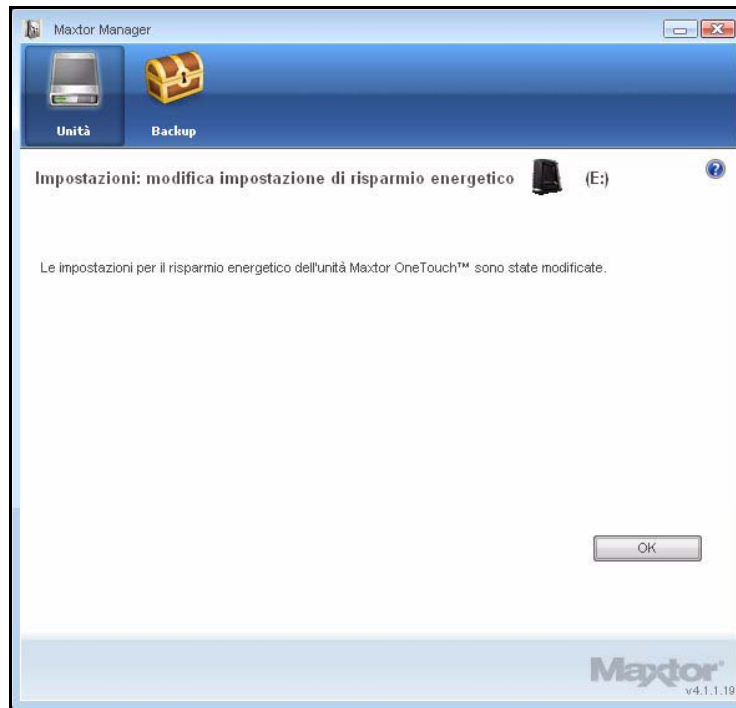 Maxtor Manager
Unità
Backup
Impostazioni: modifica impostazione di risparmio energetico (E:)
Le impostazioni per il risparmio energetico dell'unità Maxtor OneTouch™ sono state modificate.
OK
Maxtor
v4.1.1.19